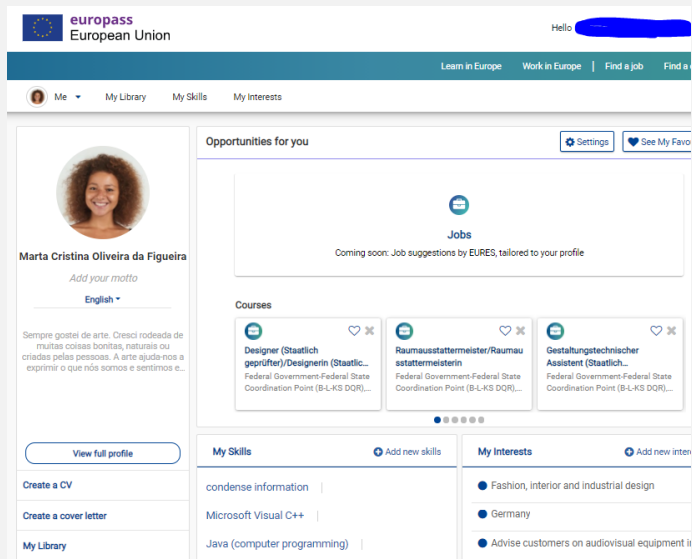 europass
European Union
Hello
Learn in Europe Work in Europe | Find a job Find a
Me My Library My Skills My Interests
Opportunities for you
Settings
See My Favou
Jobs
Coming soon: Job suggestions by EURES, tailored to your profile
Marta Cristina Oliveira da Figueira
Add your motto
English
Sempre gostei de arte. Cresci rodeada de
muitas coisas bonitas, naturais ou
criadas pelas pessoas. A arte ajuda-nos a
exprimir o que nós somos e sentimos e...
View full profile
Create a CV
Create a cover letter
My Library
Courses
Designer (Staatlich
geprüfter)/Designerin (Staatlic...
Federal Government-Federal State
Coordination Point (B-L-KS DQR),...
Raumausstattermeister/Raumau
sstattermeisterin
Federal Government-Federal State
Coordination Point (B-L-KS DQR),...
Gestaltungstechnischer
Assistent (Staatlich...
Federal Government-Federal State
Coordination Point (B-L-KS DQR),...
My Skills
Add new skills
condense information
Microsoft Visual C++
Java (computer programming)
My Interests
Add new inter
Fashion, interior and industrial design
Germany
Advise customers on audiovisual equipment i